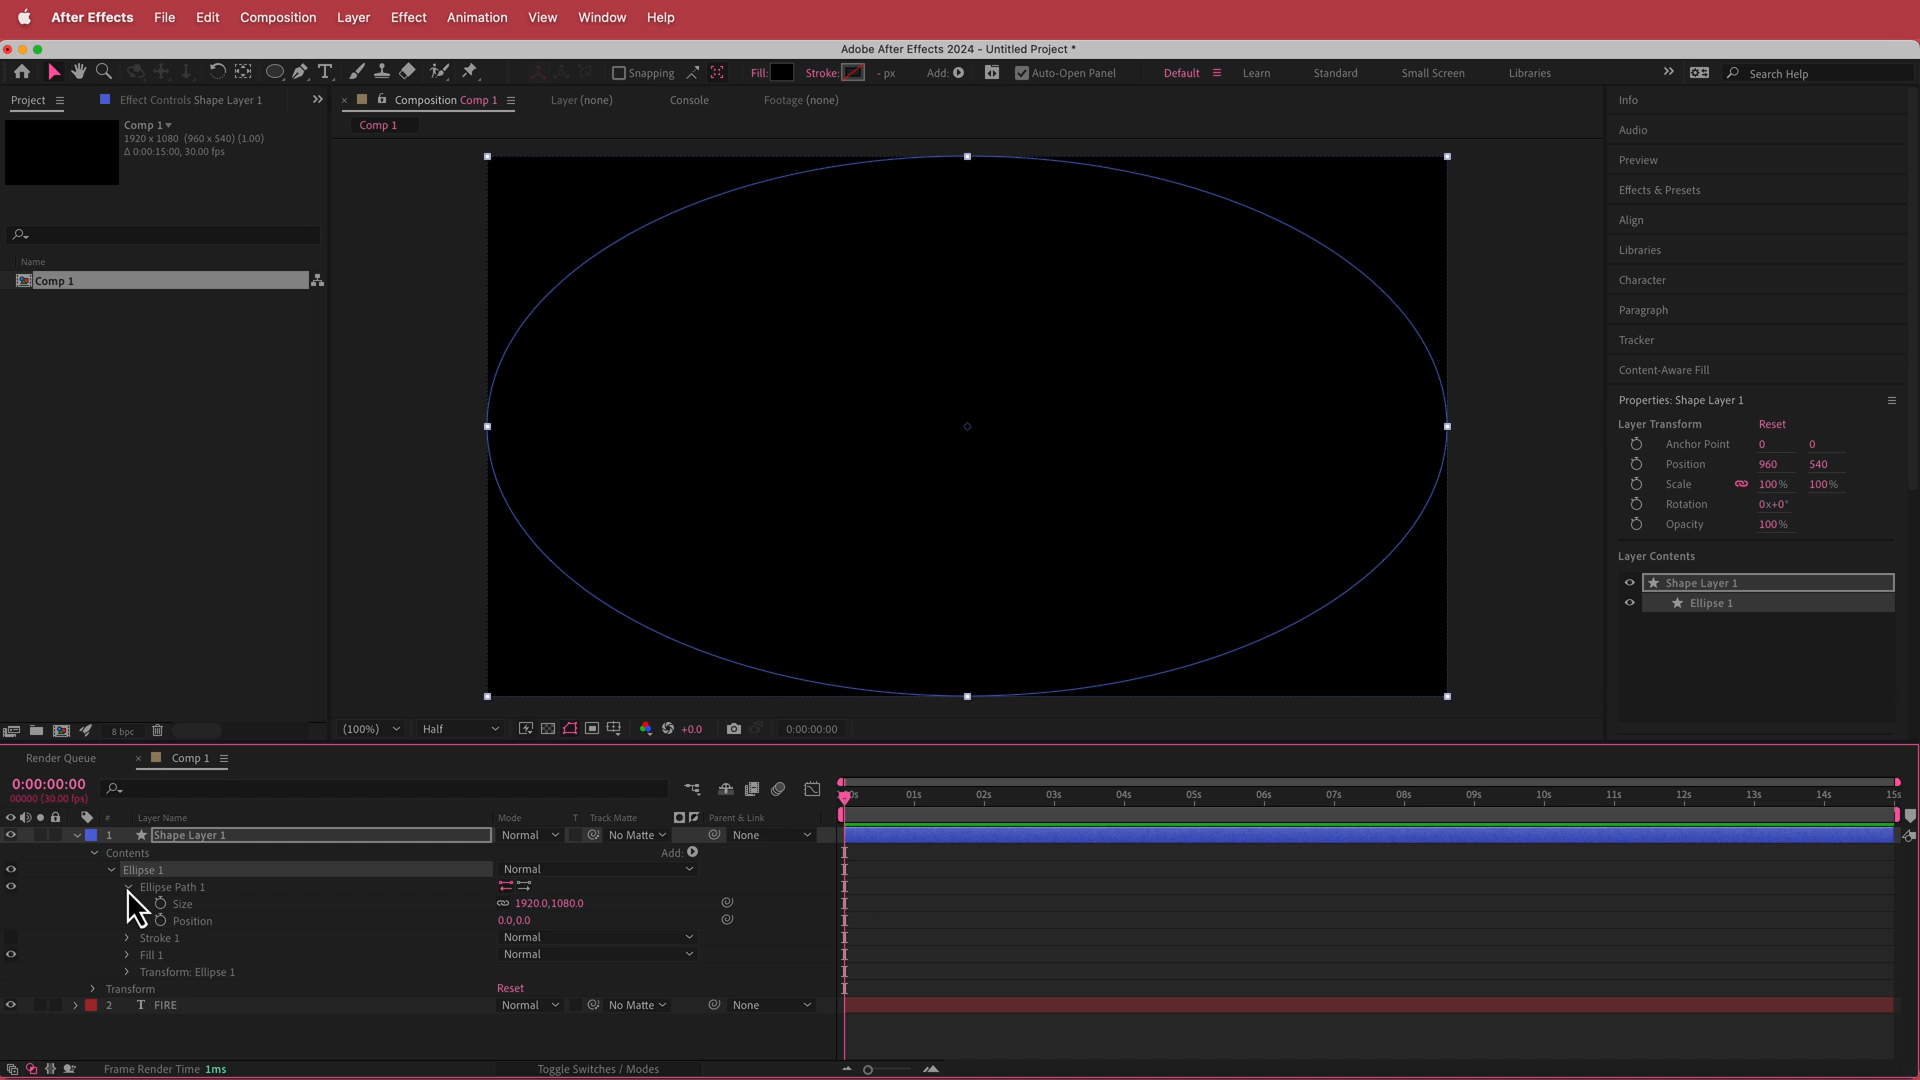 After Effects File Edit Composition Layer Effect Animation View Window Help
Adobe After Effects 2024 - Untitled Project *
Snapping Fill: Stroke: - px Add: Auto-Open Panel Default Learn Standard Small Screen Libraries Search Help
Project Effect Controls Shape Layer 1 Composition Comp 1 Layer (none) Console Footage (none)
Comp 1
1920 x 1080 (960 x 540) (1.00)
Δ 0:00:15:00, 30.00 fps
Comp 1
Name
Comp 1
8 bpc
(100%) Half +0.0 0:00:00:00
Info
Audio
Preview
Effects & Presets
Align
Libraries
Character
Paragraph
Tracker
Content-Aware Fill
Properties: Shape Layer 1
Layer Transform Reset
Anchor Point 0 0
Position 960 540
Scale 100% 100%
Rotation 0x+0°
Opacity 100%
Layer Contents
Shape Layer 1
Ellipse 1
Render Queue Comp 1
0:00:00:00
00000 (30.00 fps)
01s 02s 03s 04s 05s 06s 07s 08s 09s 10s 11s 12s 13s 14s 15s
# Layer Name Mode T Track Matte Parent & Link
1 Shape Layer 1 Normal No Matte None
Contents Add:
Ellipse 1 Normal
Ellipse Path 1
Size 1920.0,1080.0
Position 0.0,0.0
Stroke 1 Normal
Fill 1 Normal
Transform: Ellipse 1
Transform Reset
2 T FIRE Normal No Matte None
Frame Render Time 1ms Toggle Switches / Modes